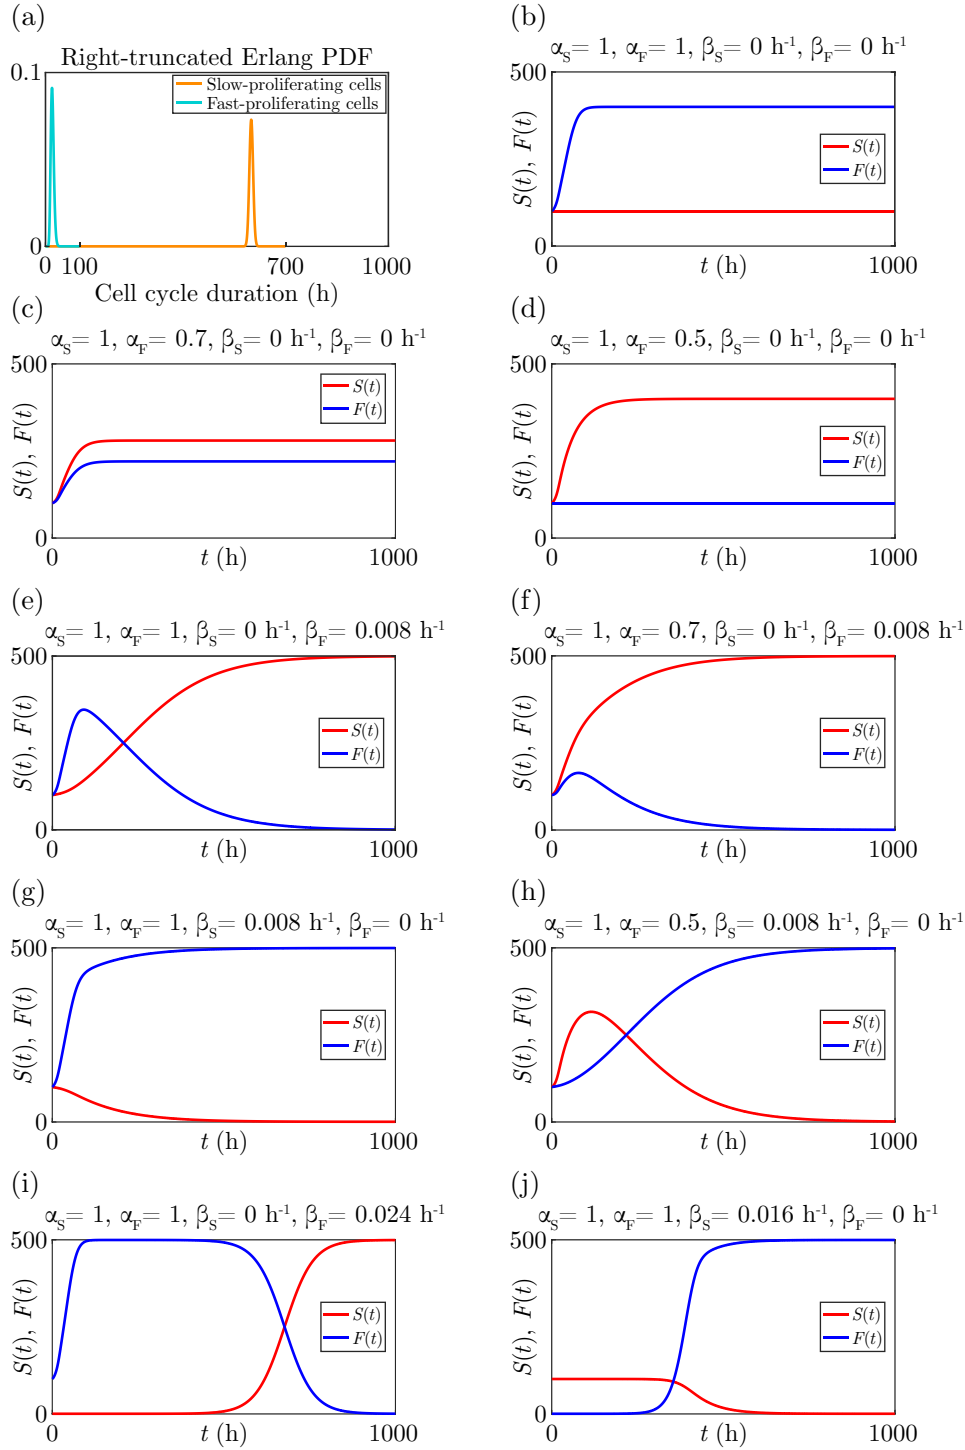 (a)
Right-truncated Erlang PDF
0.1
Slow-proliferating cells
Fast-proliferating cells
0
0 100 700 1000
Cell cycle duration (h)
(b)
αS= 1, αF= 1, βS= 0 h-1, βF= 0 h-1
500
S(t), F(t)
S(t)
F(t)
0
0 t (h) 1000
(c)
αS= 1, αF= 0.7, βS= 0 h-1, βF= 0 h-1
500
S(t), F(t)
S(t)
F(t)
0
0 t (h) 1000
(d)
αS= 1, αF= 0.5, βS= 0 h-1, βF= 0 h-1
500
S(t), F(t)
S(t)
F(t)
0
0 t (h) 1000
(e)
αS= 1, αF= 1, βS= 0 h-1, βF= 0.008 h-1
500
S(t), F(t)
S(t)
F(t)
0
0 t (h) 1000
(f)
αS= 1, αF= 0.7, βS= 0 h-1, βF= 0.008 h-1
500
S(t), F(t)
S(t)
F(t)
0
0 t (h) 1000
(g)
αS= 1, αF= 1, βS= 0.008 h-1, βF= 0 h-1
500
S(t), F(t)
S(t)
F(t)
0
0 t (h) 1000
(h)
αS= 1, αF= 0.5, βS= 0.008 h-1, βF= 0 h-1
500
S(t), F(t)
S(t)
F(t)
0
0 t (h) 1000
(i)
αS= 1, αF= 1, βS= 0 h-1, βF= 0.024 h-1
500
S(t), F(t)
S(t)
F(t)
0
0 t (h) 1000
(j)
αS= 1, αF= 1, βS= 0.016 h-1, βF= 0 h-1
500
S(t), F(t)
S(t)
F(t)
0
0 t (h) 1000